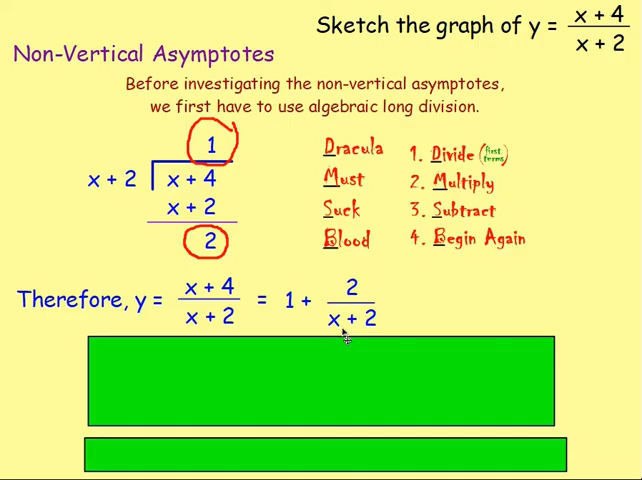 Sketch the graph of y = x + 4 / x + 2
Non-Vertical Asymptotes
Before investigating the non-vertical asymptotes,
we first have to use algebraic long division.
1
x + 2 x + 4
x + 2
2
Dracula
Must
Suck
Blood
1. Divide (first terms)
2. Multiply
3. Subtract
4. Begin Again
Therefore, y = x + 4 / x + 2 = 1 + 2 / x + 2